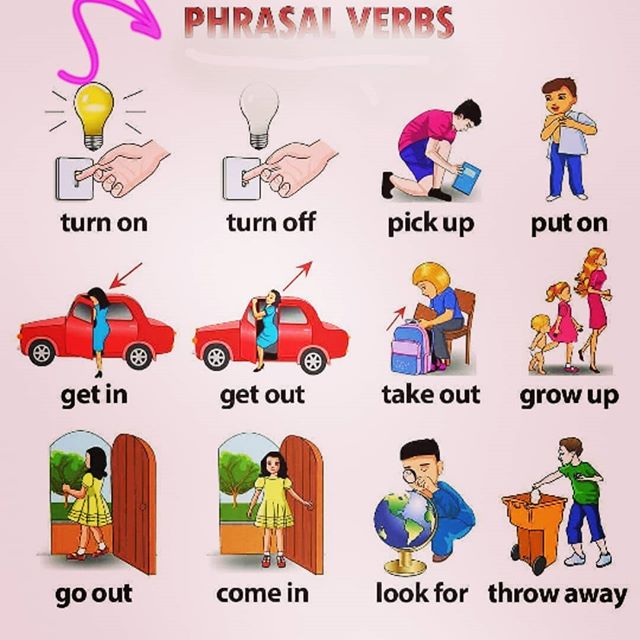 PHRASAL VERBS
turn on
turn off
pick up
put on
get in
get out
take out
grow up
go out
come in
look for
throw away